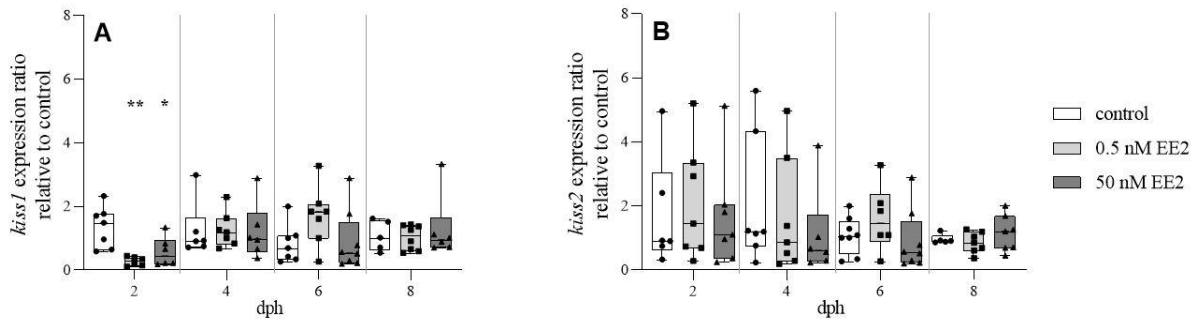 A
kiss1 expression ratio
relative to control
8
6
4
2
0
** *
2 4 6 8
dph
B
kiss2 expression ratio
relative to control
8
6
4
2
0
2 4 6 8
dph
control
0.5 nM EE2
50 nM EE2